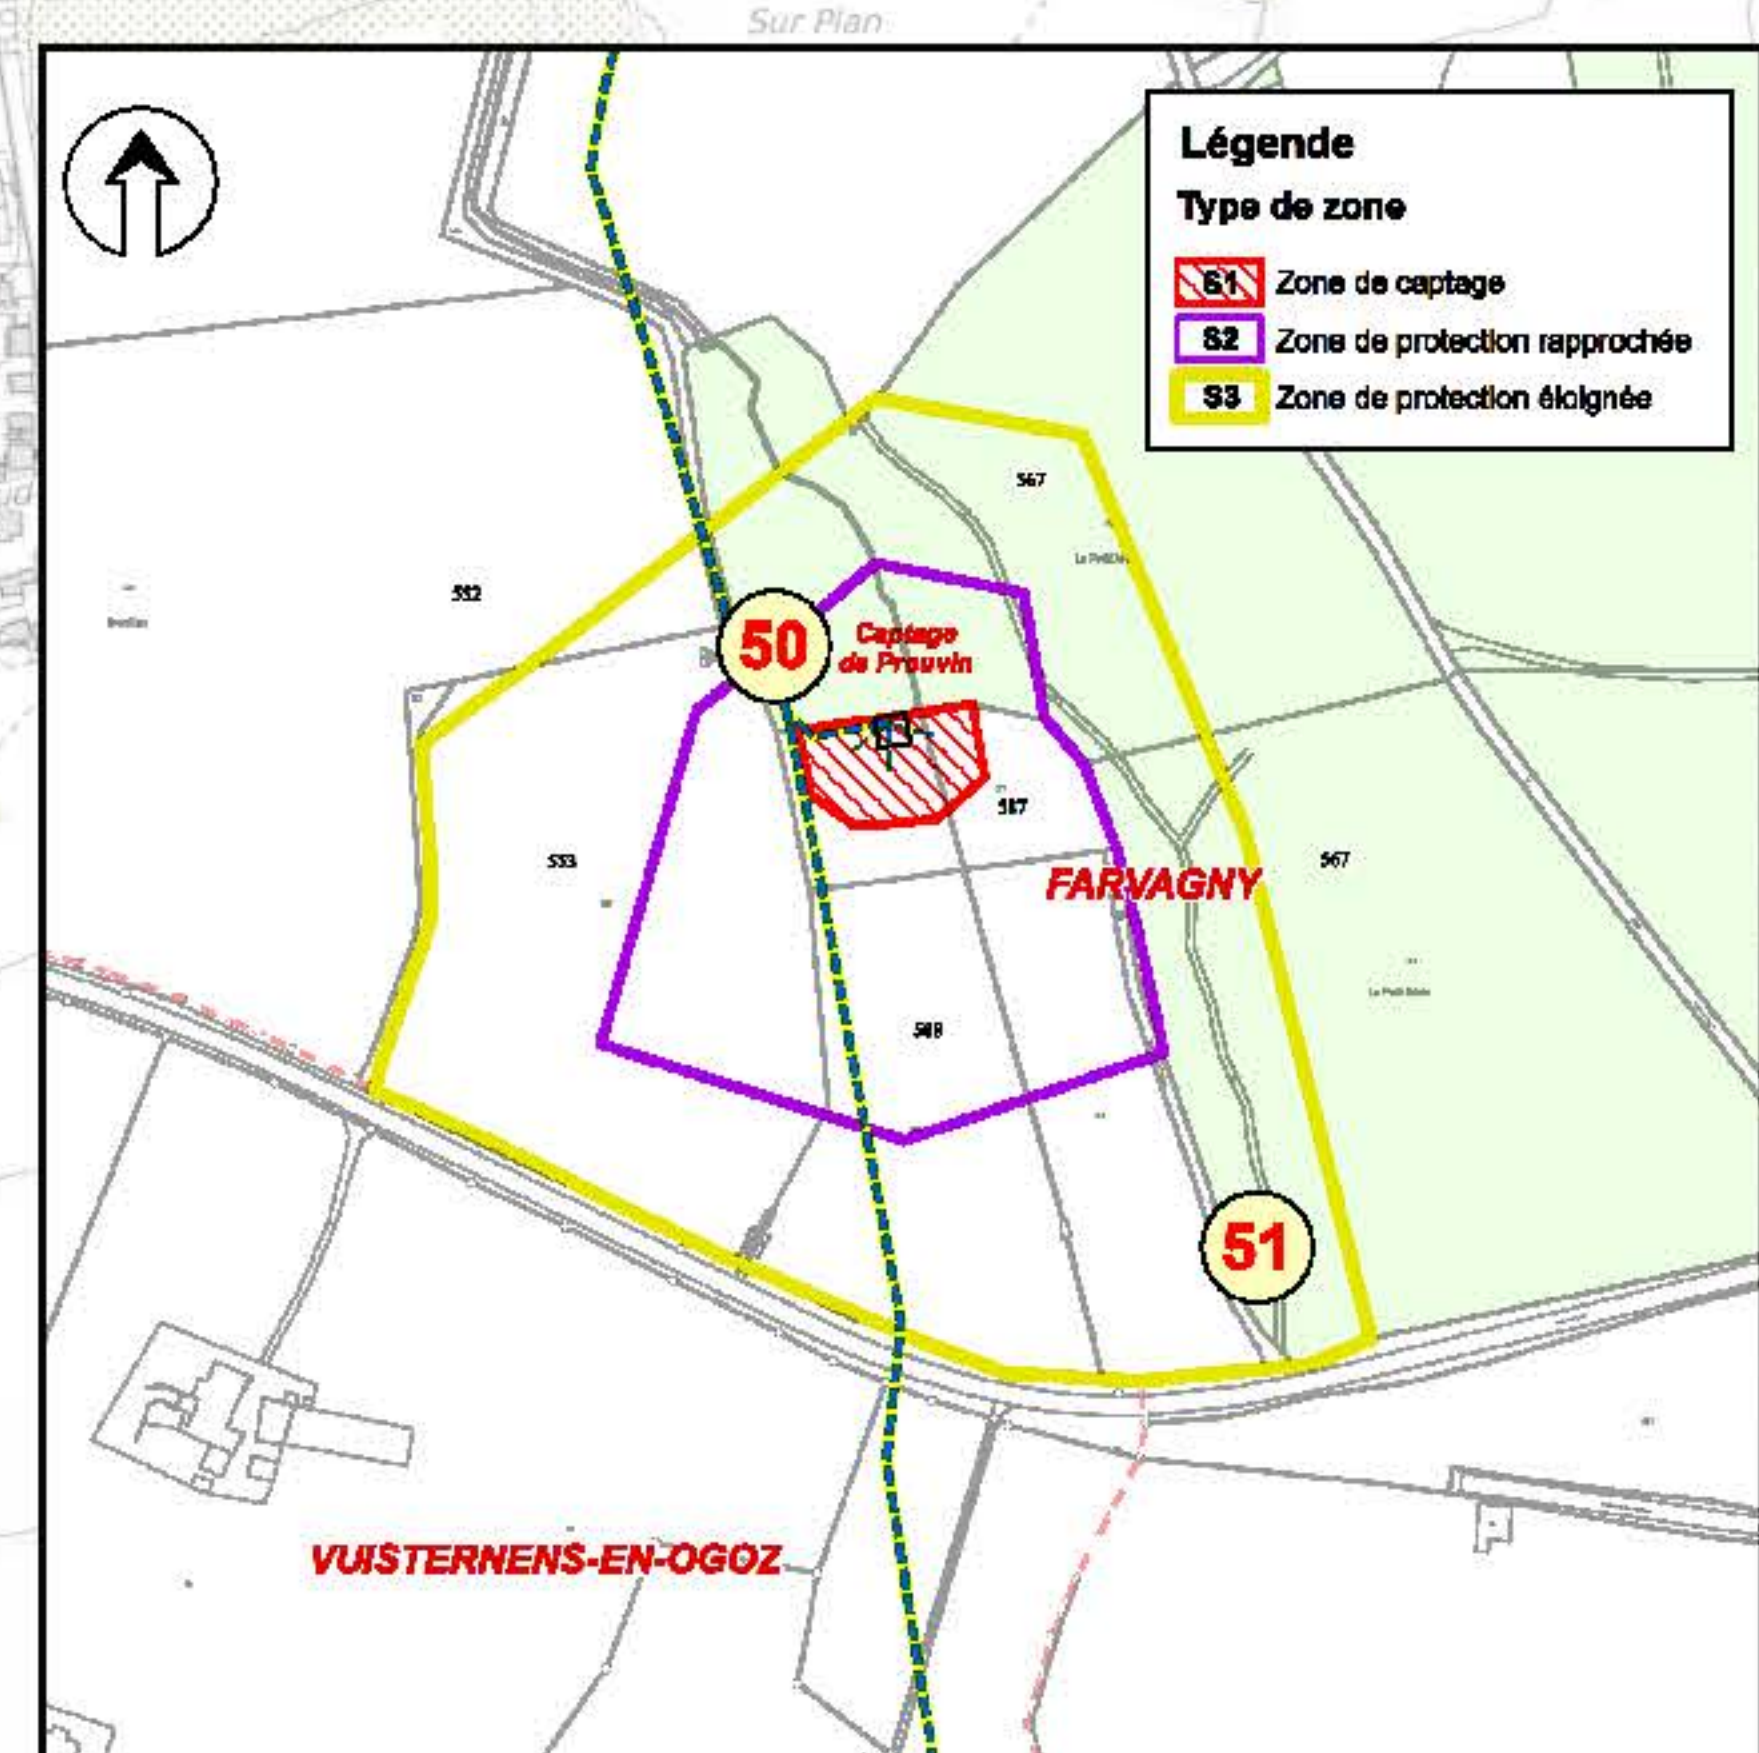 Sur Plan
Légende
Type de zone
S1 Zone de captage
S2 Zone de protection rapprochée
S3 Zone de protection éloignée
567
552
50
Captage
de Prouvin
587
553
FARVAGNY
567
51
VUISTERNENS-EN-OGOZ